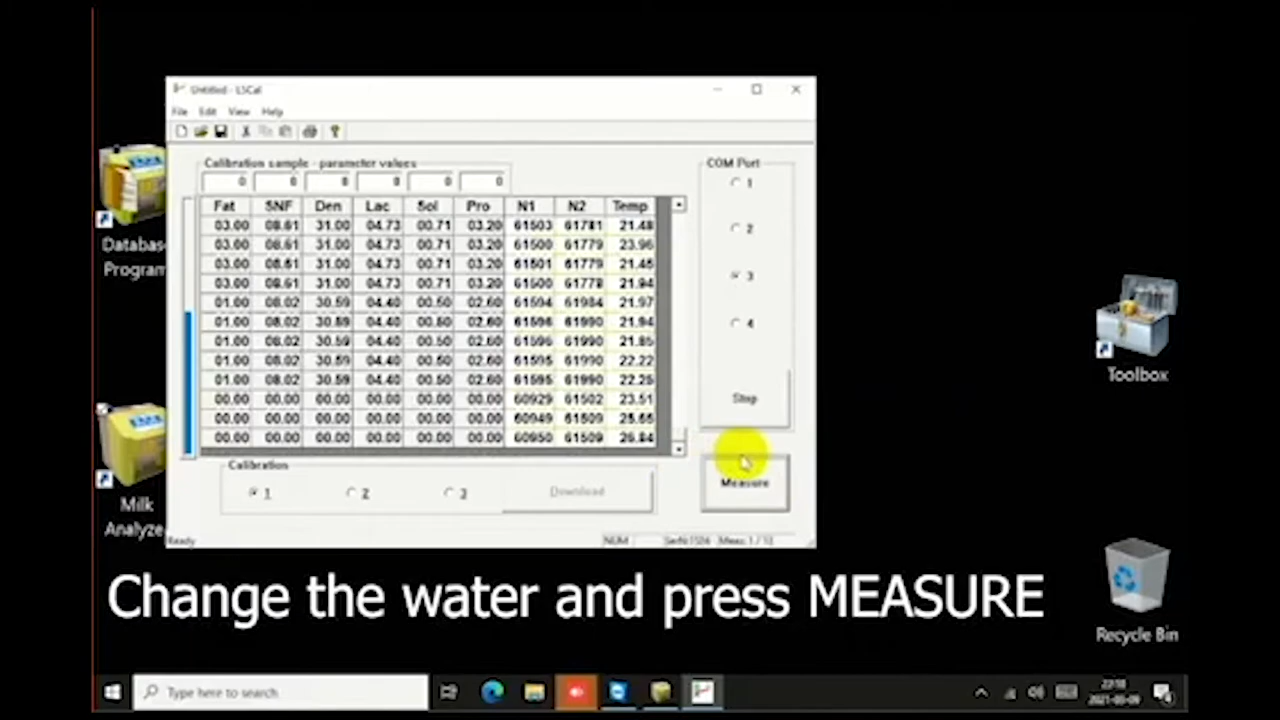 Untitled - LSCal
File Edit View Help
Calibration sample - parameter values
COM Port
0 0 0 0 0 0
1
2
3
4
Fat SNF Den Lac Sol Pro N1 N2 Temp
03.00 08.61 31.00 04.73 00.71 03.20 61503 61781 21.48
03.00 08.61 31.00 04.73 00.71 03.20 61500 61779 23.96
03.00 08.61 31.00 04.73 00.71 03.20 61501 61779 21.45
03.00 08.61 31.00 04.73 00.71 03.20 61500 61778 21.94
01.00 08.02 30.59 04.40 00.50 02.60 61594 61984 21.97
01.00 08.02 30.59 04.40 00.50 02.60 61596 61990 21.94
01.00 08.02 30.59 04.40 00.50 02.60 61596 61990 21.85
01.00 08.02 30.59 04.40 00.50 02.60 61595 61990 22.22
01.00 08.02 30.59 04.40 00.50 02.60 61595 61990 22.25
00.00 00.00 00.00 00.00 00.00 00.00 60929 61502 23.51
00.00 00.00 00.00 00.00 00.00 00.00 60949 61509 25.65
00.00 00.00 00.00 00.00 00.00 00.00 60950 61509 26.84
Stop
Measure
Calibration
1 2 3
Download
Ready
NUM
Database
Program
Milk
Analyze
Toolbox
Recycle Bin
Change the water and press MEASURE
Type here to search